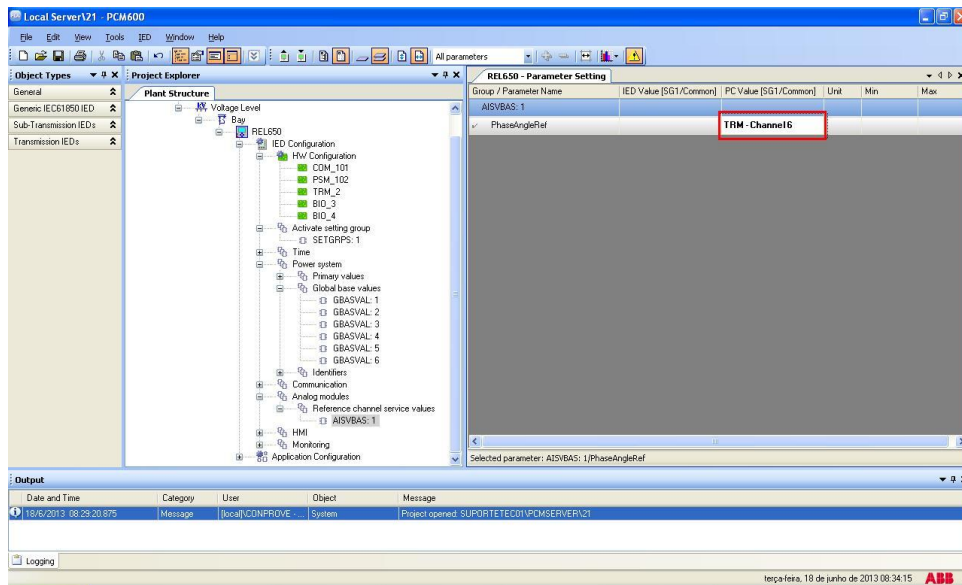 Local Server\21 - PCM600
File Edit View Tools IED Window Help
All parameters
Object Types
General
Generic IEC61850 IED
Sub-Transmission IEDs
Transmission IEDs
Project Explorer
Plant Structure
Voltage Level
Bay
REL650
IED Configuration
HW Configuration
COM_101
PSM_102
TRM_2
BIO_3
BIO_4
Activate setting group
SETGRPS: 1
Time
Power system
Primary values
Global base values
GBASVAL: 1
GBASVAL: 2
GBASVAL: 3
GBASVAL: 4
GBASVAL: 5
GBASVAL: 6
Identifiers
Communication
Analog modules
Reference channel service values
AISVBAS: 1
HMI
Monitoring
Application Configuration
REL650 - Parameter Setting
Group / Parameter Name IED Value [SG1/Common] PC Value [SG1/Common] Unit Min Max
AISVBAS: 1
PhaseAngleRef TRM - Channel 6
Selected parameter: AISVBAS: 1/PhaseAngleRef
Output
Date and Time Category User Object Message
18/6/2013 08:29:20.875 Message [local]\CONPROVE - ... System Project opened: SUPORTETEC01\PCMSERVER\21
Logging
terça-feira, 18 de junho de 2013 08:34:15 ABB